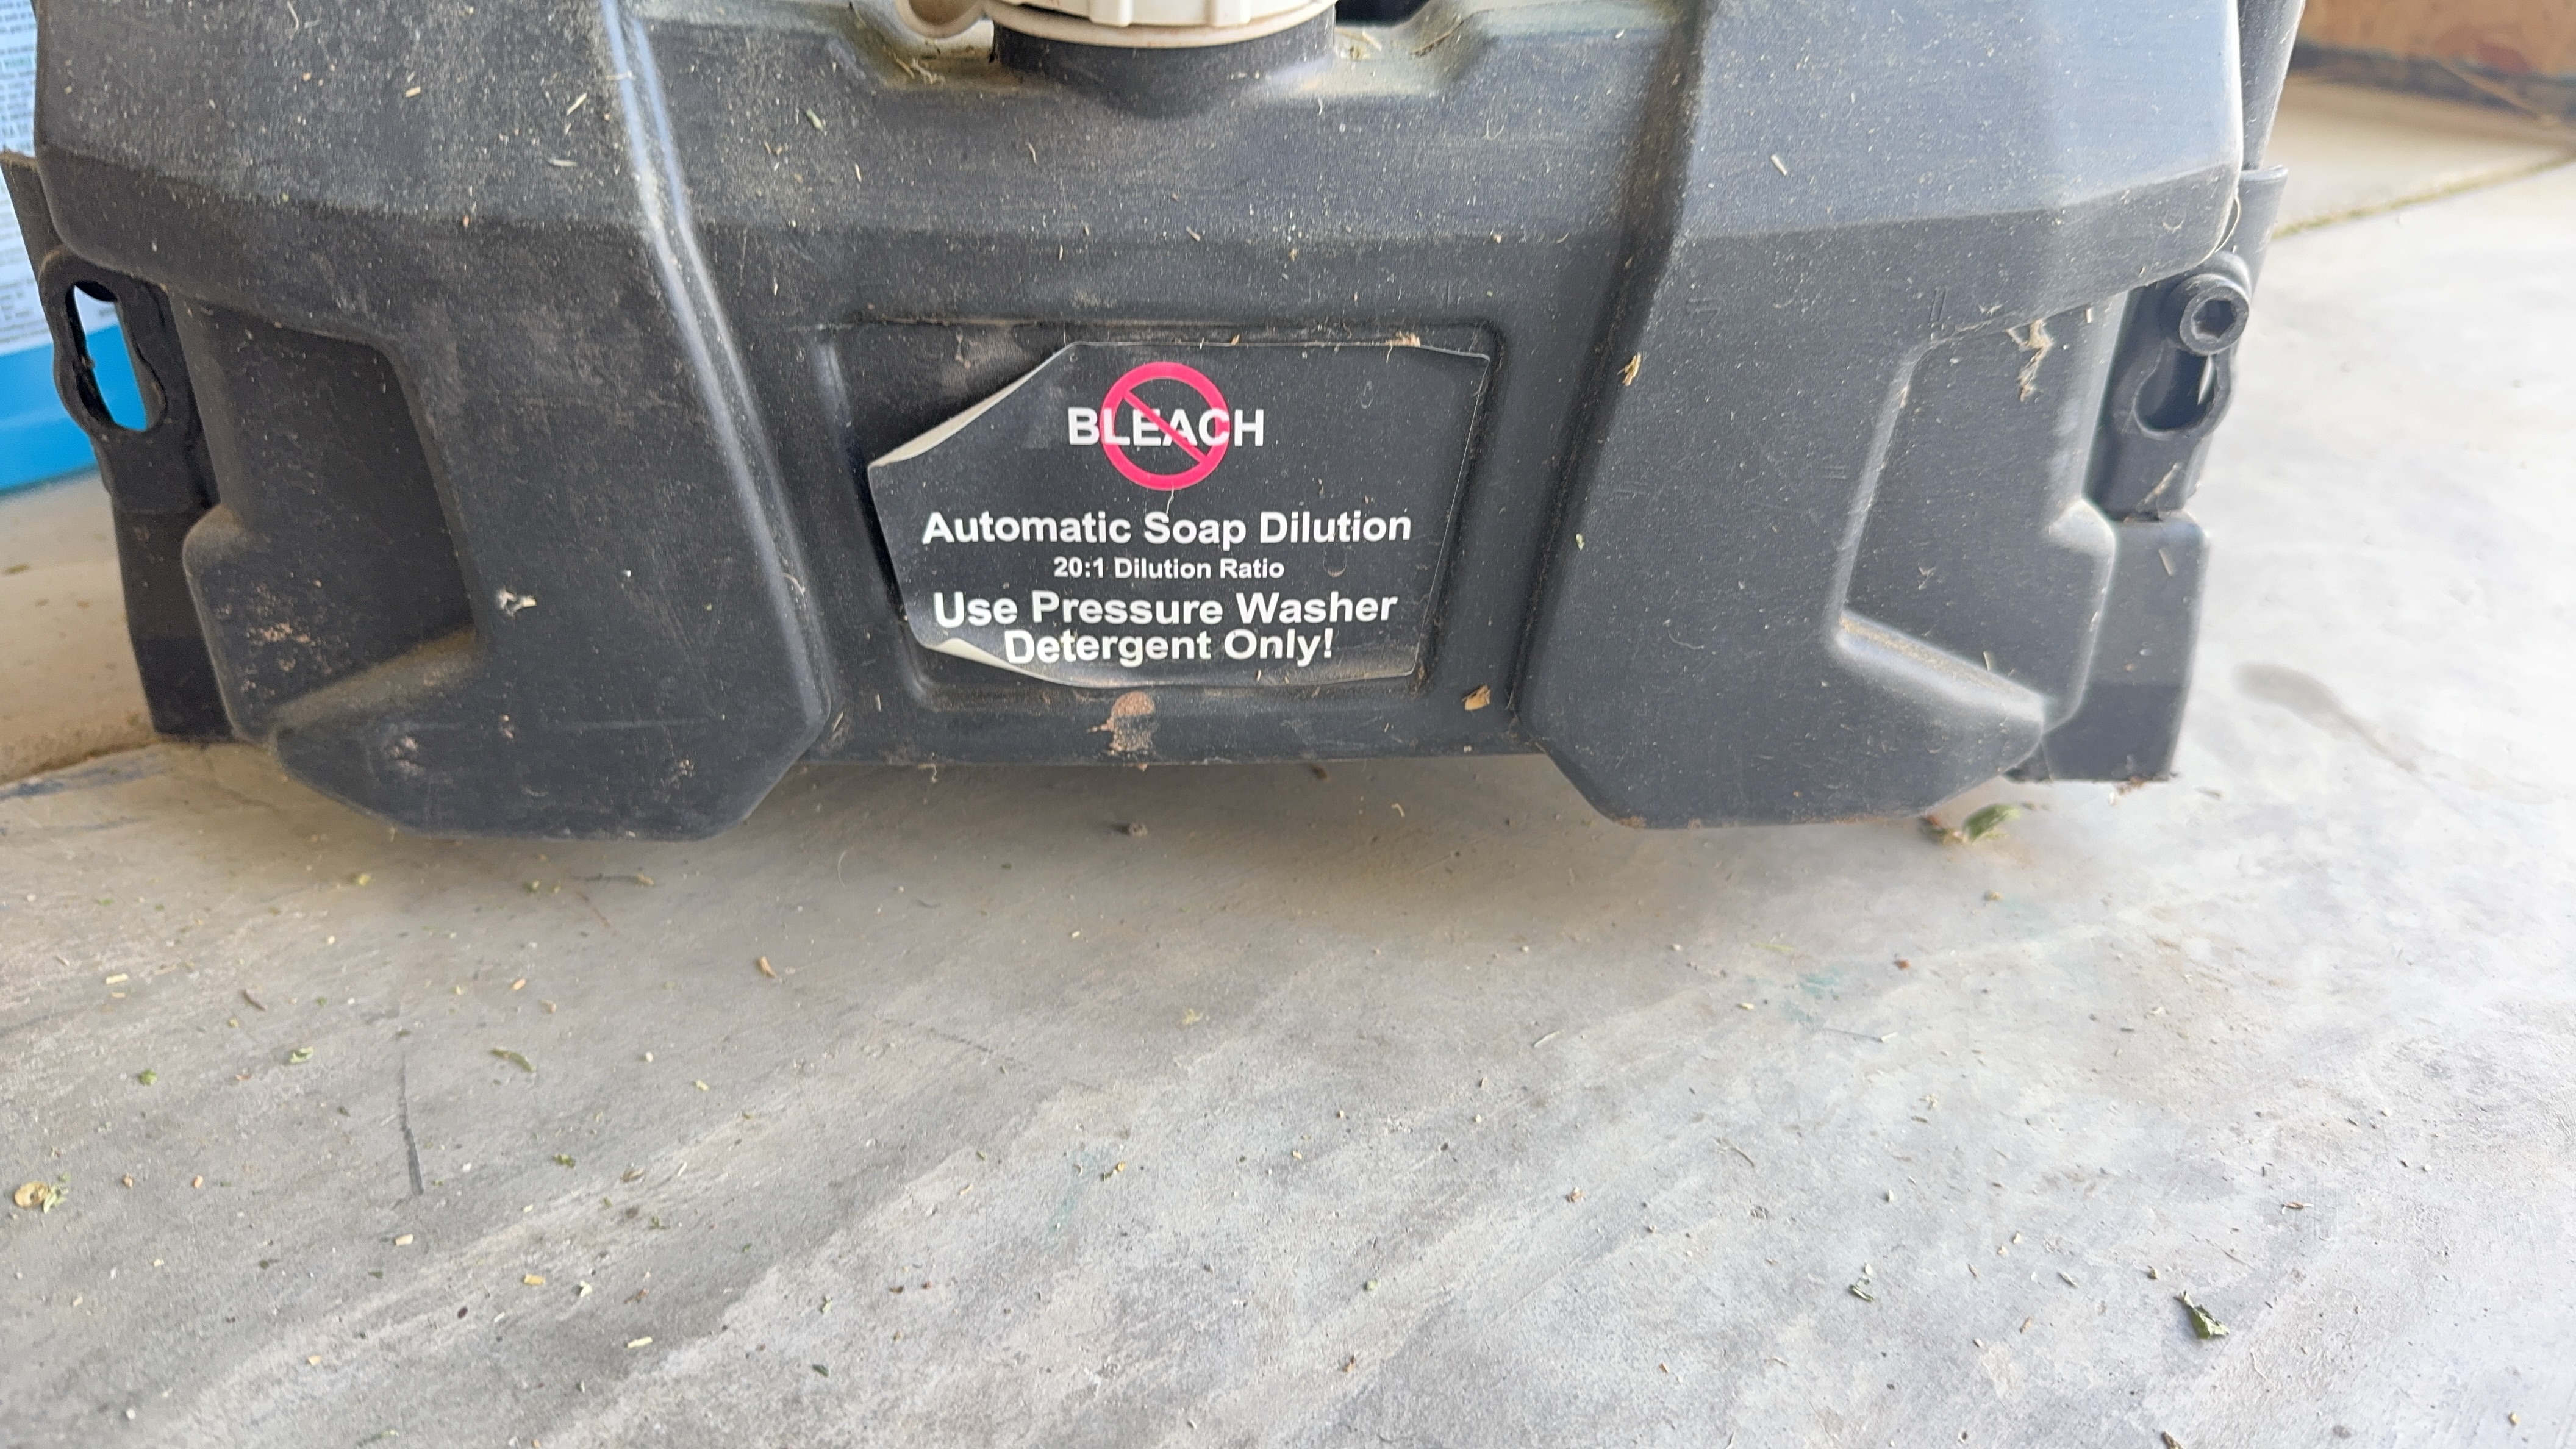 BLEACH
Automatic Soap Dilution
20:1 Dilution Ratio
Use Pressure Washer
Detergent Only!